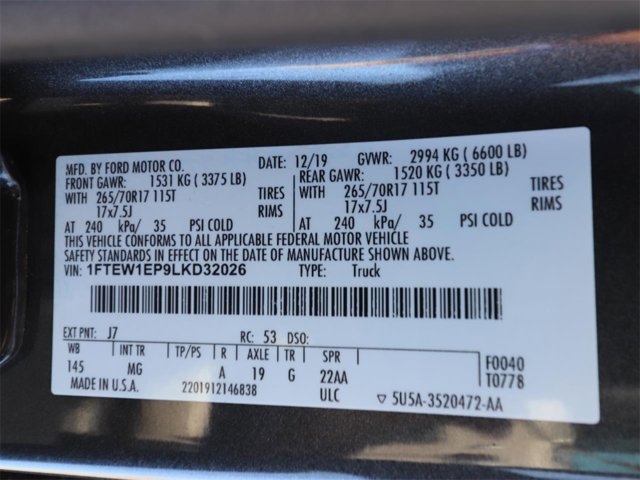 MFD. BY FORD MOTOR CO. DATE: 12/19 GVWR: 2994 KG ( 6600 LB)
FRONT GAWR: 1531 KG ( 3375 LB) REAR GAWR: 1520 KG ( 3350 LB)
WITH 265/70R17 115T TIRES WITH 265/70R17 115T TIRES
17x7.5J RIMS 17x7.5J RIMS
AT 240 kPa/ 35 PSI COLD AT 240 kPa/ 35 PSI COLD
THIS VEHICLE CONFORMS TO ALL APPLICABLE FEDERAL MOTOR VEHICLE
SAFETY STANDARDS IN EFFECT ON THE DATE OF MANUFACTURE SHOWN ABOVE.
VIN: 1FTEW1EP9LKD32026 TYPE: Truck
EXT PNT: J7 RC: 53 DSO:
WB INT TR TP/PS R AXLE TR SPR F0040
145 MG A 19 G 22AA T0778
MADE IN U.S.A. 2201912146838 ULC ▽ 5U5A-3520472-AA